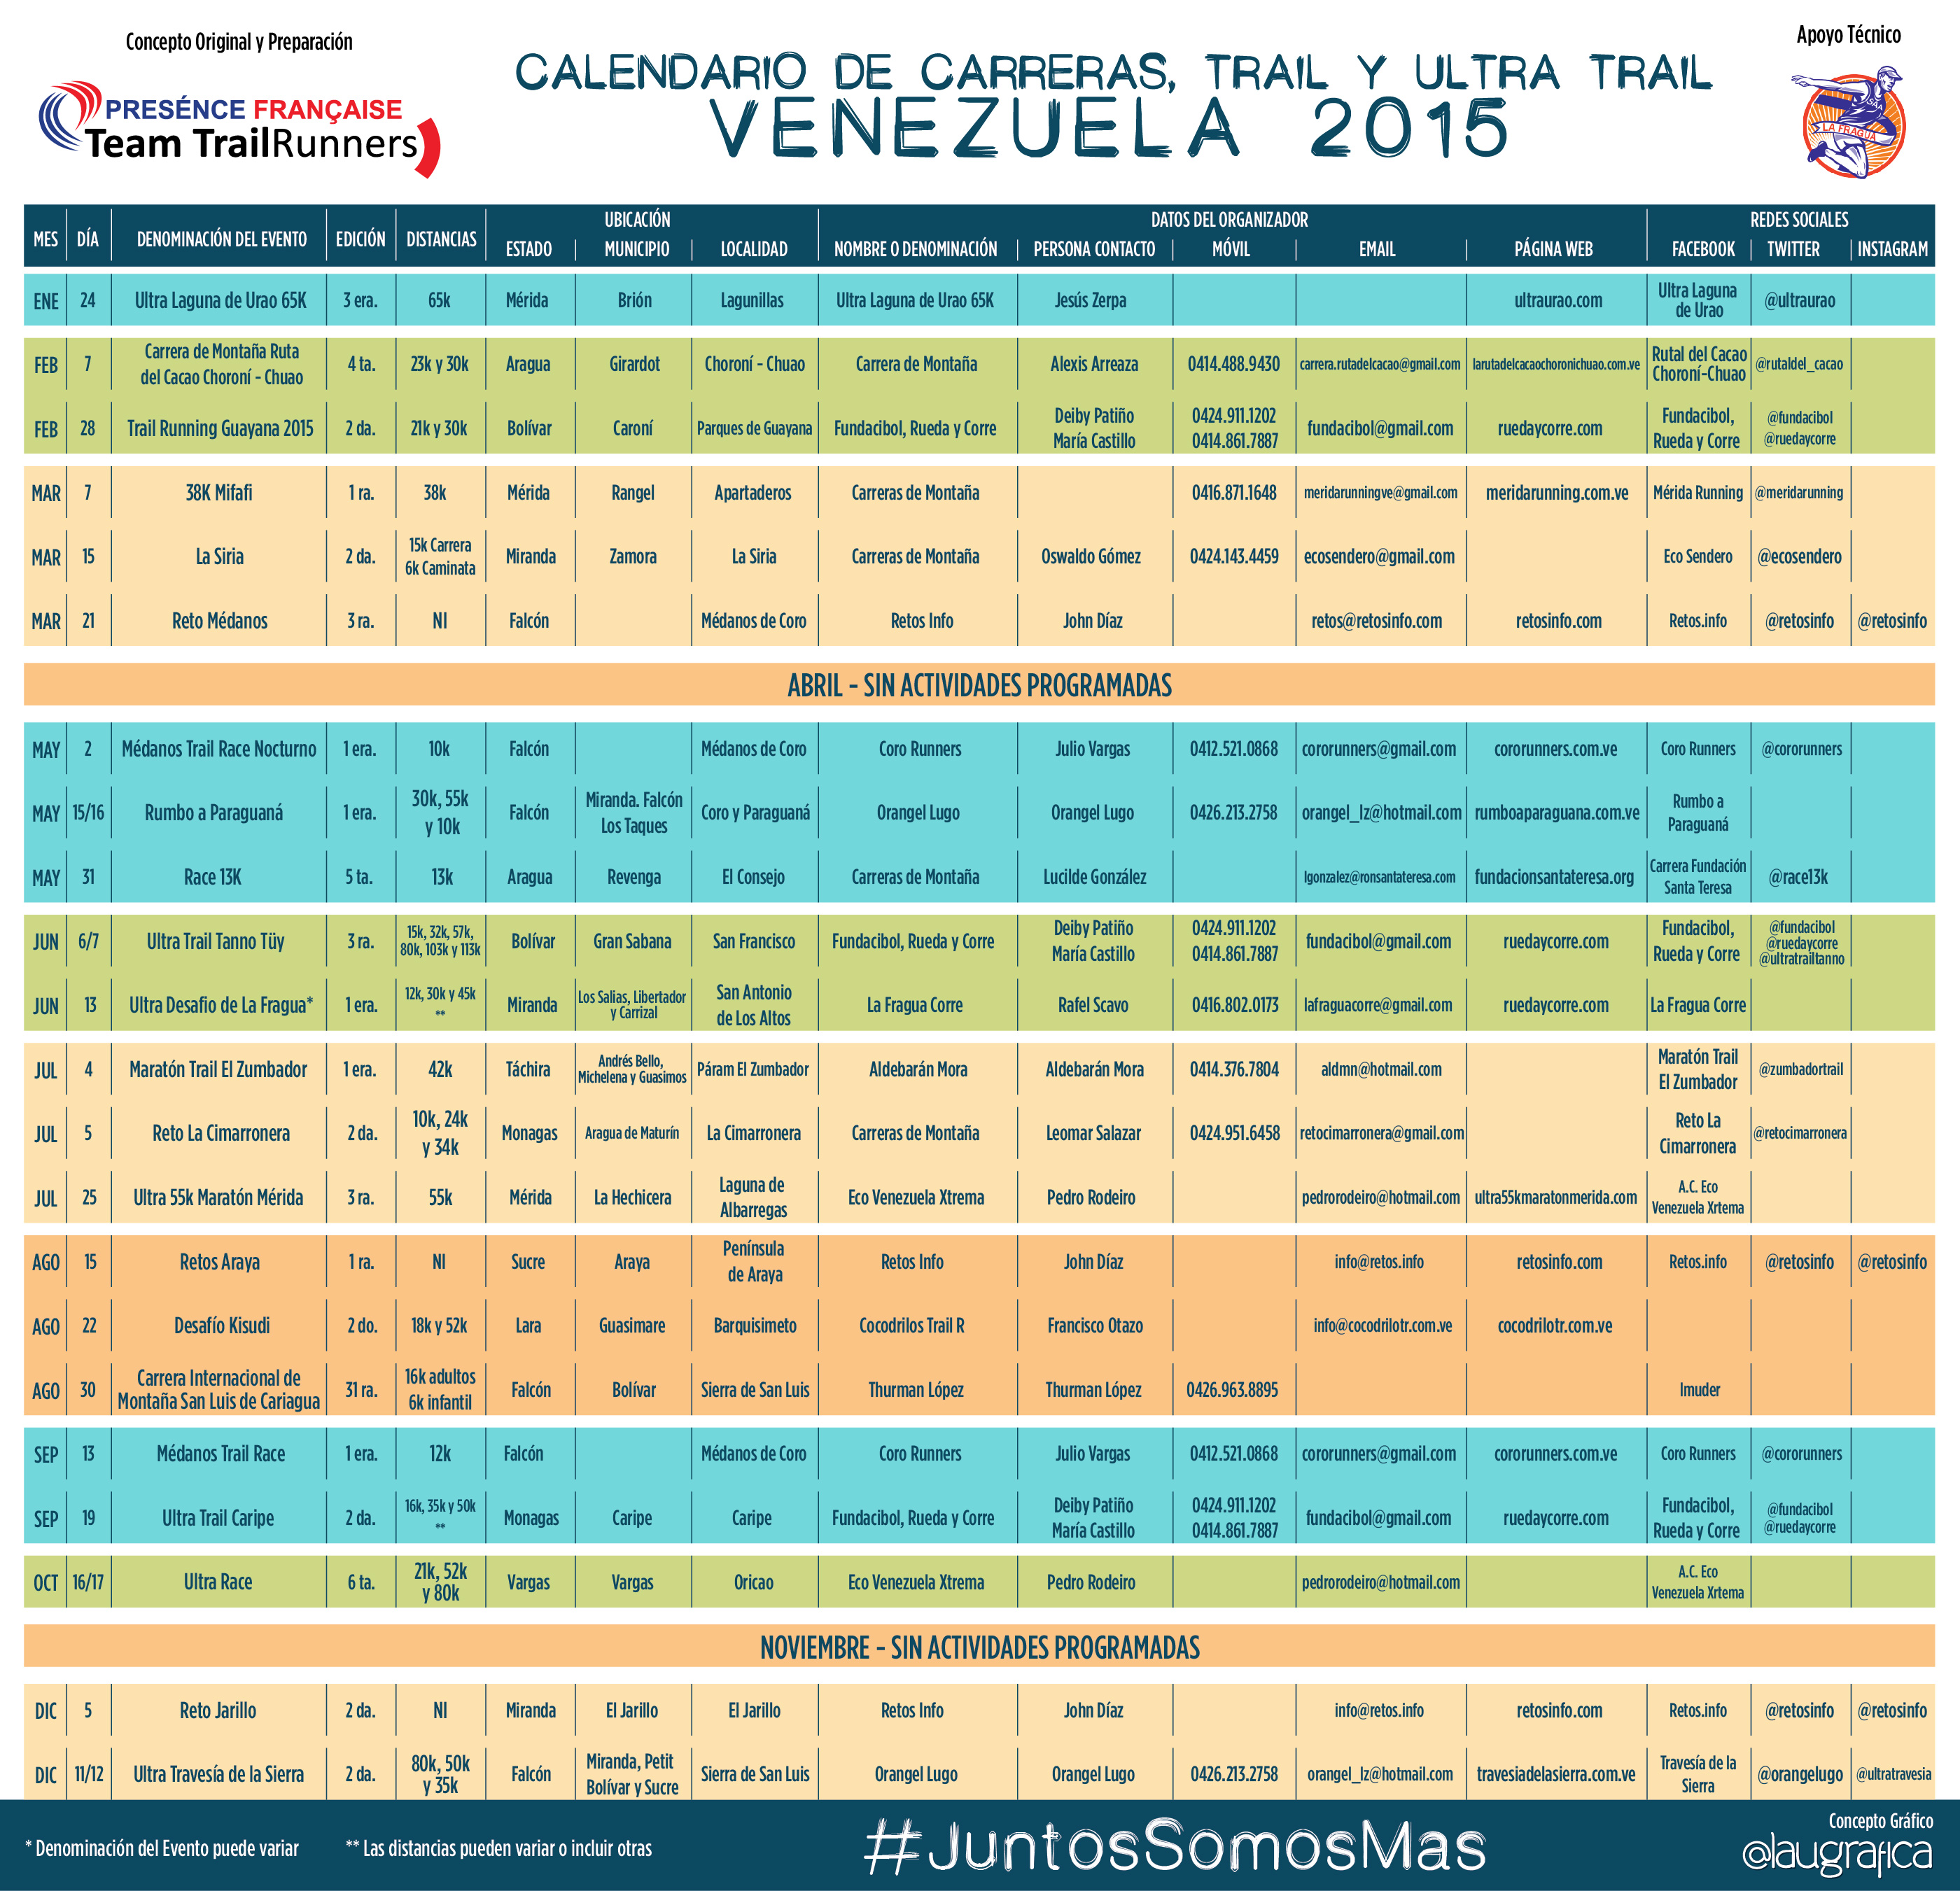 Concepto Original y Preparación
PRESÉNCE FRANÇAISE
Team TrailRunners
CALENDARIO DE CARRERAS, TRAIL Y ULTRA TRAIL
VENEZUELA 2015
Apoyo Técnico
LA FRAGUA
MES DÍA DENOMINACIÓN DEL EVENTO EDICIÓN DISTANCIAS UBICACIÓN DATOS DEL ORGANIZADOR REDES SOCIALES
ESTADO MUNICIPIO LOCALIDAD NOMBRE O DENOMINACIÓN PERSONA CONTACTO MÓVIL EMAIL PÁGINA WEB FACEBOOK TWITTER INSTAGRAM
ENE 24 Ultra Laguna de Urao 65K 3 era. 65k Mérida Brión Lagunillas Ultra Laguna de Urao 65K Jesús Zerpa ultraurao.com Ultra Laguna de Urao @ultraurao
FEB 7 Carrera de Montaña Ruta del Cacao Choroní - Chuao 4 ta. 23k y 30k Aragua Girardot Choroní - Chuao Carrera de Montaña Alexis Arreaza 0414.488.9430 carrera.rutadelcacao@gmail.com larutadelcacaochoronichuao.com.ve Rutal del Cacao Choroní-Chuao @rutaldel_cacao
FEB 28 Trail Running Guayana 2015 2 da. 21k y 30k Bolívar Caroní Parques de Guayana Fundacibol, Rueda y Corre Deiby Patiño María Castillo 0424.911.1202 0414.861.7887 fundacibol@gmail.com ruedaycorre.com Fundacibol, Rueda y Corre @fundacibol @ruedaycorre
MAR 7 38K Mifafi 1 ra. 38k Mérida Rangel Apartaderos Carreras de Montaña 0416.871.1648 meridarunningve@gmail.com meridarunning.com.ve Mérida Running @meridarunning
MAR 15 La Siria 2 da. 15k Carrera 6k Caminata Miranda Zamora La Siria Carreras de Montaña Oswaldo Gómez 0424.143.4459 ecosendero@gmail.com Eco Sendero @ecosendero
MAR 21 Reto Médanos 3 ra. NI Falcón Médanos de Coro Retos Info John Díaz retos@retosinfo.com retosinfo.com Retos.info @retosinfo @retosinfo
ABRIL - SIN ACTIVIDADES PROGRAMADAS
MAY 2 Médanos Trail Race Nocturno 1 era. 10k Falcón Médanos de Coro Coro Runners Julio Vargas 0412.521.0868 cororunners@gmail.com cororunners.com.ve Coro Runners @cororunners
MAY 15/16 Rumbo a Paraguaná 1 era. 30k, 55k y 10k Falcón Miranda. Falcón Los Taques Coro y Paraguaná Orangel Lugo Orangel Lugo 0426.213.2758 orangel_lz@hotmail.com rumboaparaguana.com.ve Rumbo a Paraguaná
MAY 31 Race 13K 5 ta. 13k Aragua Revenga El Consejo Carreras de Montaña Lucilde González lgonzalez@ronsantateresa.com fundacionsantateresa.org Carrera Fundación Santa Teresa @race13k
JUN 6/7 Ultra Trail Tanno Tüy 3 ra. 15k, 32k, 57k, 80k, 103k y 113k Bolívar Gran Sabana San Francisco Fundacibol, Rueda y Corre Deiby Patiño María Castillo 0424.911.1202 0414.861.7887 fundacibol@gmail.com ruedaycorre.com Fundacibol, Rueda y Corre @fundacibol @ruedaycorre @ultratrailtanno
JUN 13 Ultra Desafio de La Fragua* 1 era. 12k, 30k y 45k ** Miranda Los Salias, Libertador y Carrizal San Antonio de Los Altos La Fragua Corre Rafel Scavo 0416.802.0173 lafraguacorre@gmail.com ruedaycorre.com La Fragua Corre
JUL 4 Maratón Trail El Zumbador 1 era. 42k Táchira Andrés Bello, Michelena y Guasimos Páram El Zumbador Aldebarán Mora Aldebarán Mora 0414.376.7804 aldmn@hotmail.com Maratón Trail El Zumbador @zumbadortrail
JUL 5 Reto La Cimarronera 2 da. 10k, 24k y 34k Monagas Aragua de Maturín La Cimarronera Carreras de Montaña Leomar Salazar 0424.951.6458 retocimarronera@gmail.com Reto La Cimarronera @retocimarronera
JUL 25 Ultra 55k Maratón Mérida 3 ra. 55k Mérida La Hechicera Laguna de Albarregas Eco Venezuela Xtrema Pedro Rodeiro pedrorodeiro@hotmail.com ultra55kmaratonmerida.com A.C. Eco Venezuela Xrtema
AGO 15 Retos Araya 1 ra. NI Sucre Araya Península de Araya Retos Info John Díaz info@retos.info retosinfo.com Retos.info @retosinfo @retosinfo
AGO 22 Desafío Kisudi 2 do. 18k y 52k Lara Guasimare Barquisimeto Cocodrilos Trail R Francisco Otazo info@cocodrilotr.com.ve cocodrilotr.com.ve
AGO 30 Carrera Internacional de Montaña San Luis de Cariagua 31 ra. 16k adultos 6k infantil Falcón Bolívar Sierra de San Luis Thurman López Thurman López 0426.963.8895 Imuder
SEP 13 Médanos Trail Race 1 era. 12k Falcón Médanos de Coro Coro Runners Julio Vargas 0412.521.0868 cororunners@gmail.com cororunners.com.ve Coro Runners @cororunners
SEP 19 Ultra Trail Caripe 2 da. 16k, 35k y 50k ** Monagas Caripe Caripe Fundacibol, Rueda y Corre Deiby Patiño María Castillo 0424.911.1202 0414.861.7887 fundacibol@gmail.com ruedaycorre.com Fundacibol, Rueda y Corre @fundacibol @ruedaycorre
OCT 16/17 Ultra Race 6 ta. 21k, 52k y 80k Vargas Vargas Oricao Eco Venezuela Xtrema Pedro Rodeiro pedrorodeiro@hotmail.com A.C. Eco Venezuela Xrtema
NOVIEMBRE - SIN ACTIVIDADES PROGRAMADAS
DIC 5 Reto Jarillo 2 da. NI Miranda El Jarillo El Jarillo Retos Info John Díaz info@retos.info retosinfo.com Retos.info @retosinfo @retosinfo
DIC 11/12 Ultra Travesía de la Sierra 2 da. 80k, 50k y 35k Falcón Miranda, Petit Bolívar y Sucre Sierra de San Luis Orangel Lugo Orangel Lugo 0426.213.2758 orangel_lz@hotmail.com travesiadelasierra.com.ve Travesía de la Sierra @orangelugo @ultratravesia
* Denominación del Evento puede variar
** Las distancias pueden variar o incluir otras
#JuntosSomosMas
Concepto Gráfico
@laugrafica